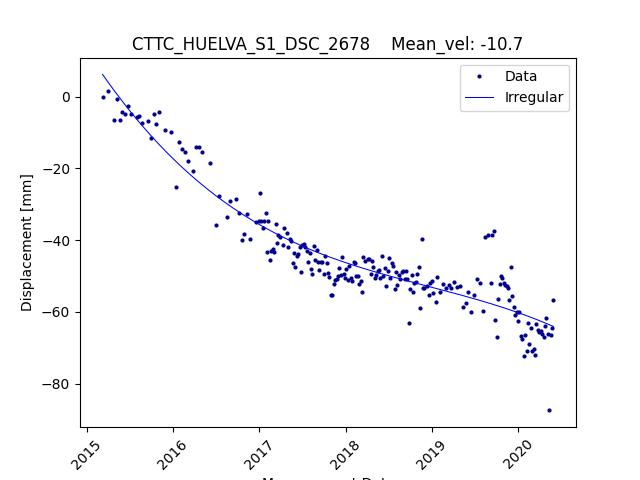 CTTC_HUELVA_S1_DSC_2678    Mean_vel: -10.7
Data
Irregular
Displacement [mm]
0
−20
−40
−60
−80
2015
2016
2017
2018
2019
2020